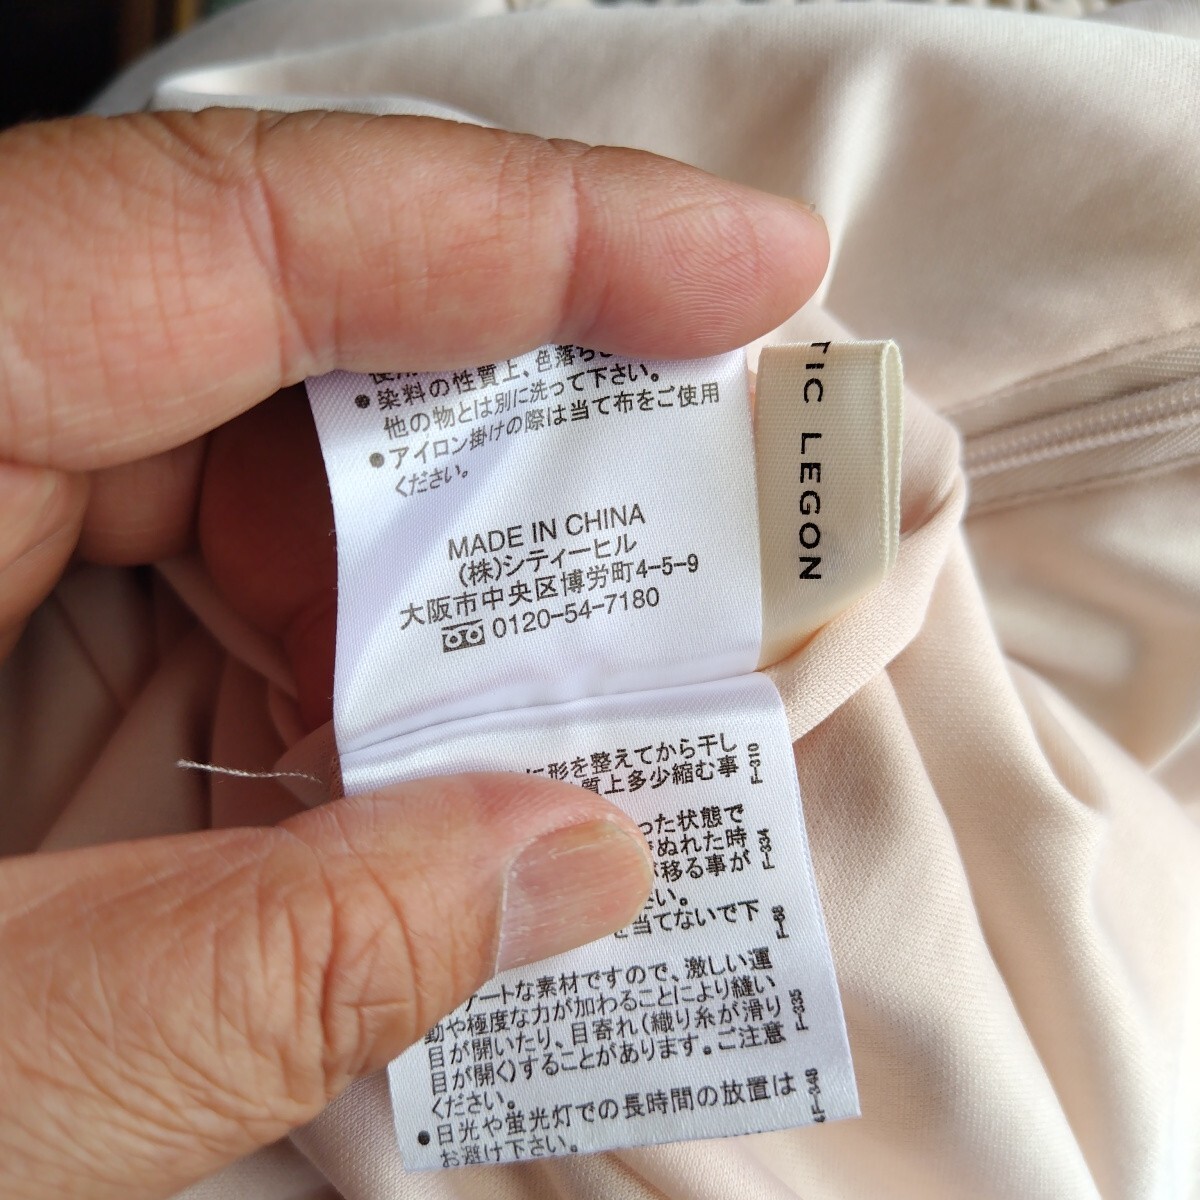 使用
●染料の性質上、色落ち
他の物とは別に洗って下さい。
●アイロン掛けの際は当て布をご使用
ください。
MADE IN CHINA
(株)シティーヒル
大阪市中央区博労町4-5-9
0120-54-7180
TIC LEGON
に形を整えてから干し
質上多少縮む事
F-310
った状態で
ぬれた時
移る事が
さい。
F-334
を当てないで下
F-68
ートな素材ですので、激しい運
動や極度な力が加わることにより縫い
目が開いたり、目寄れ(織り糸が滑り
目が開く)することがあります。ご注意
ください。
F-335
●日光や蛍光灯での長時間の放置は
お避け下さい。
F-348